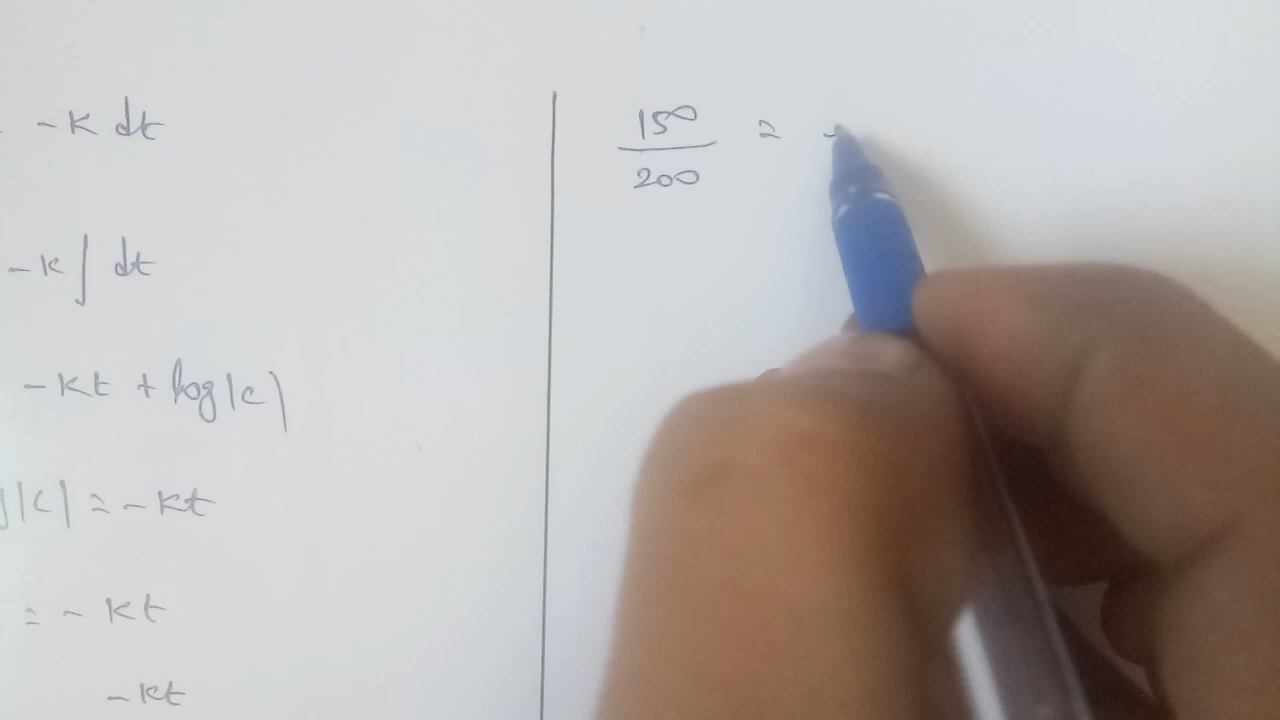 -K dt
-K ∫ dt
-Kt + log|c|
|c| = -Kt
= - Kt
-Kt
150
200
=